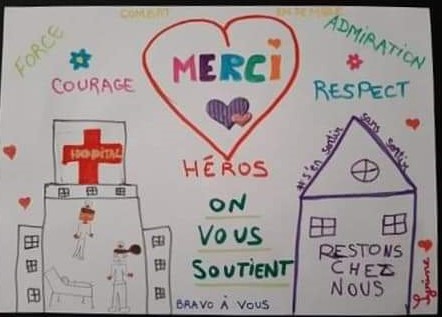 COMBAT
ENSEMBLE
FORCE
COURAGE
MERCI
ADMIRATION
RESPECT
HÉROS
HOPITAL
ON
VOUS
SOUTIENT
BRAVO À VOUS
#s'en sortir
sans sortir
RESTONS
CHEZ
NOUS